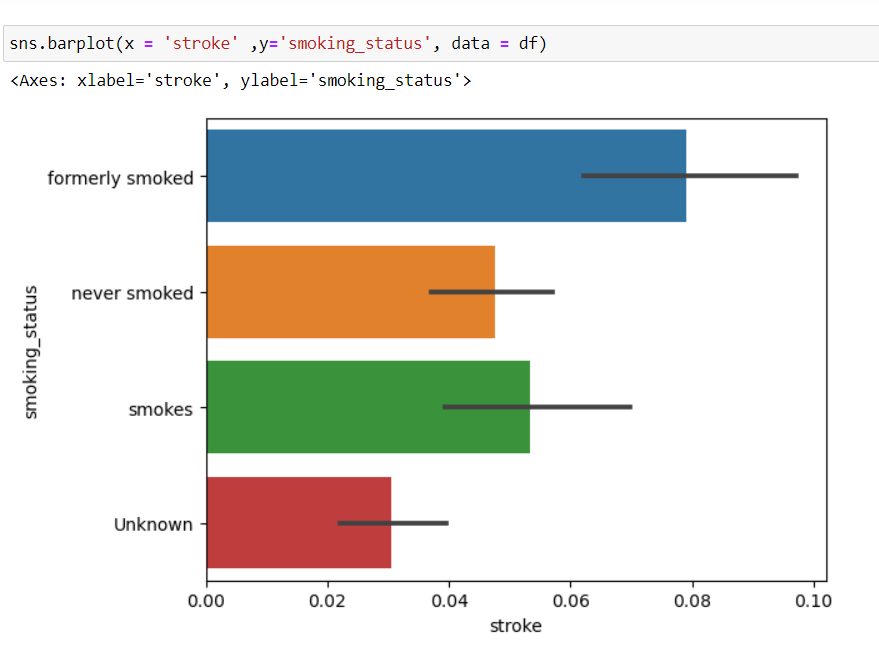 sns.barplot(x = 'stroke' ,y='smoking_status', data = df)
<Axes: xlabel='stroke', ylabel='smoking_status'>
formerly smoked
never smoked
smokes
Unknown
smoking_status
0.00 0.02 0.04 0.06 0.08 0.10
stroke